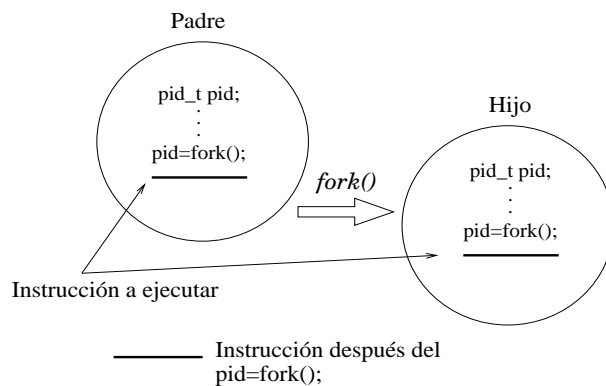 Padre
pid_t pid;
pid=fork();
Hijo
fork()
pid_t pid;
pid=fork();
Instrucción a ejecutar
Instrucción después del
pid=fork();